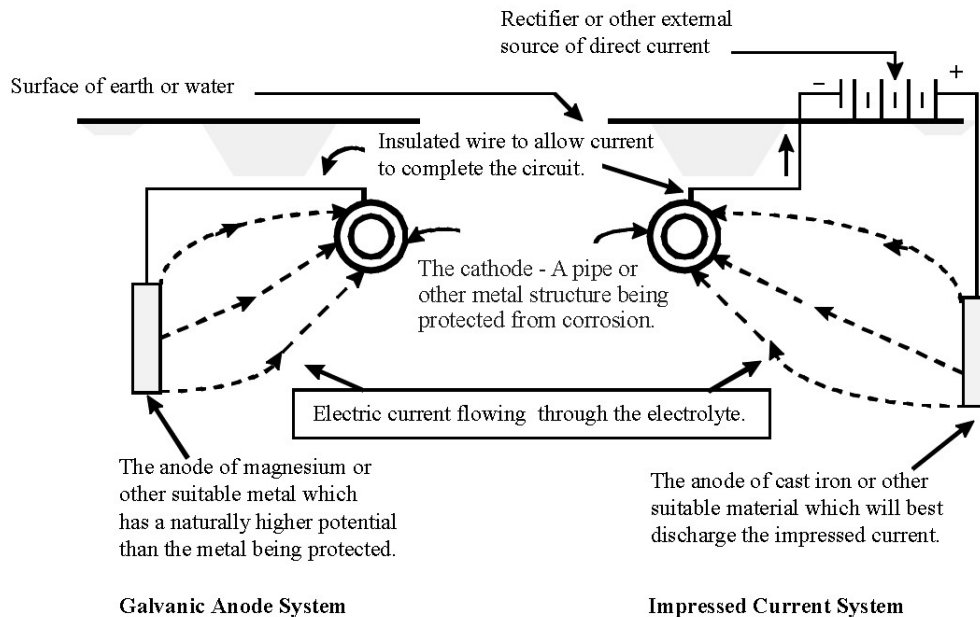 Rectifier or other external
source of direct current
− +
Surface of earth or water
Insulated wire to allow current
to complete the circuit.
The cathode - A pipe or
other metal structure being
protected from corrosion.
Electric current flowing through the electrolyte.
The anode of magnesium or
other suitable metal which
has a naturally higher potential
than the metal being protected.
The anode of cast iron or other
suitable material which will best
discharge the impressed current.
Galvanic Anode System
Impressed Current System